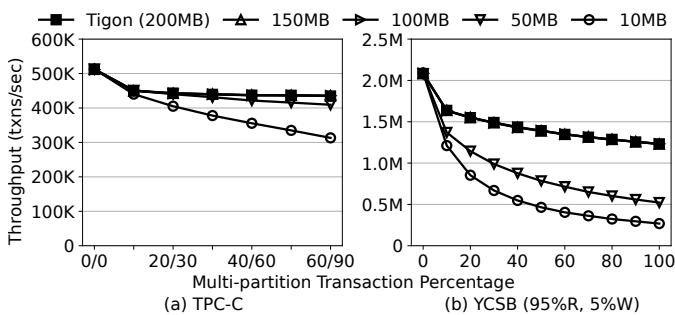 Tigon (200MB) 150MB 100MB 50MB 10MB
Throughput (txns/sec)
600K
500K
400K
300K
200K
100K
0
0/0 20/30 40/60 60/90
2.5M
2.0M
1.5M
1.0M
0.5M
0
0 20 40 60 80 100
Multi-partition Transaction Percentage
(a) TPC-C (b) YCSB (95%R, 5%W)